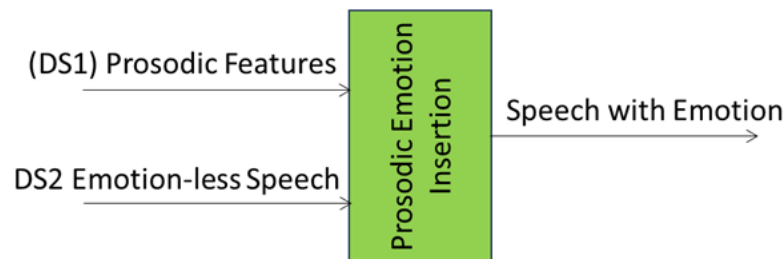 (DS1) Prosodic Features
DS2 Emotion-less Speech
Prosodic Emotion
Insertion
Speech with Emotion